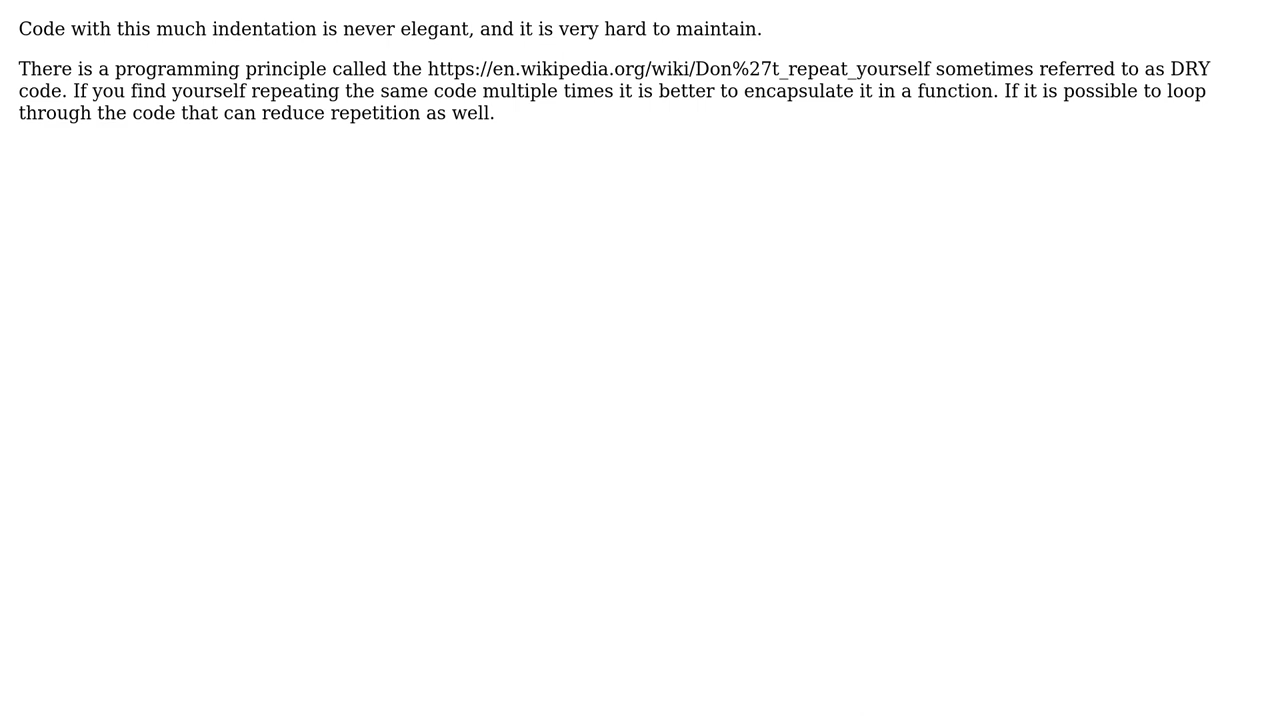 Code with this much indentation is never elegant, and it is very hard to maintain.
There is a programming principle called the https://en.wikipedia.org/wiki/Don%27t_repeat_yourself sometimes referred to as DRY
code. If you find yourself repeating the same code multiple times it is better to encapsulate it in a function. If it is possible to loop
through the code that can reduce repetition as well.